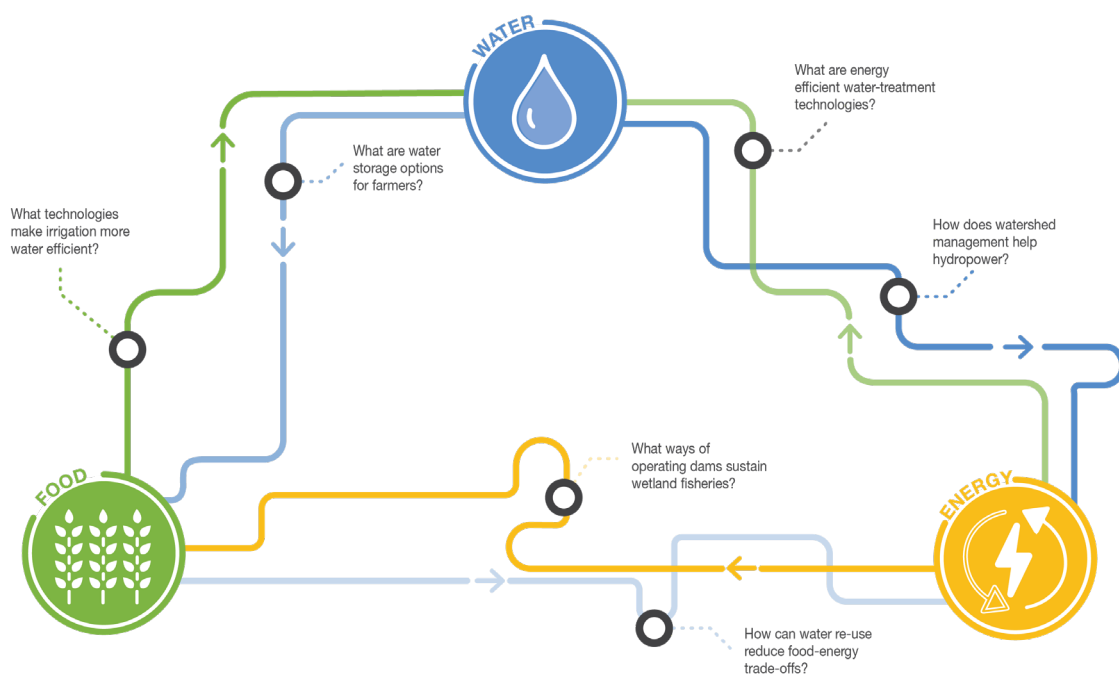 WATER
What are energy
efficient water-treatment
technologies?
What are water
storage options
for farmers?
What technologies
make irrigation more
water efficient?
How does watershed
management help
hydropower?
What ways of
operating dams sustain
wetland fisheries?
FOOD
ENERGY
How can water re-use
reduce food-energy
trade-offs?